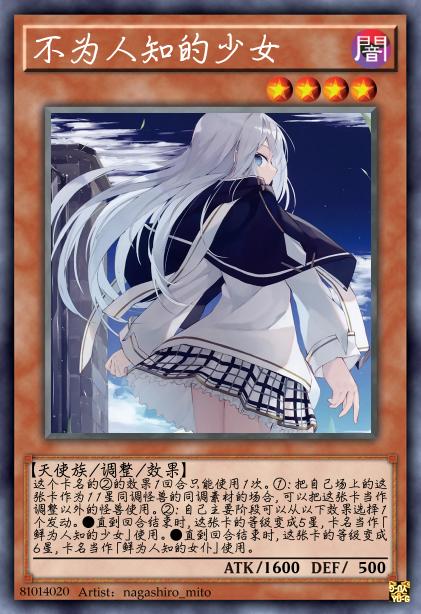 不为人知的少女
闇
【天使族/调整/效果】
这个卡名的②的效果1回合只能使用1次。①:把自己场上的这
张卡作为11星同调怪兽的同调素材的场合,可以把这张卡当作
调整以外的怪兽使用。②:自己主要阶段可以从以下效果选择1
个发动。●直到回合结束时,这张卡的等级变成5星,卡名当作「
鲜为人知的少女」使用。●直到回合结束时,这张卡的等级变成
6星,卡名当作「鲜为人知的女仆」使用。
ATK/1600 DEF/ 500
81014020 Artist: nagashiro_mito